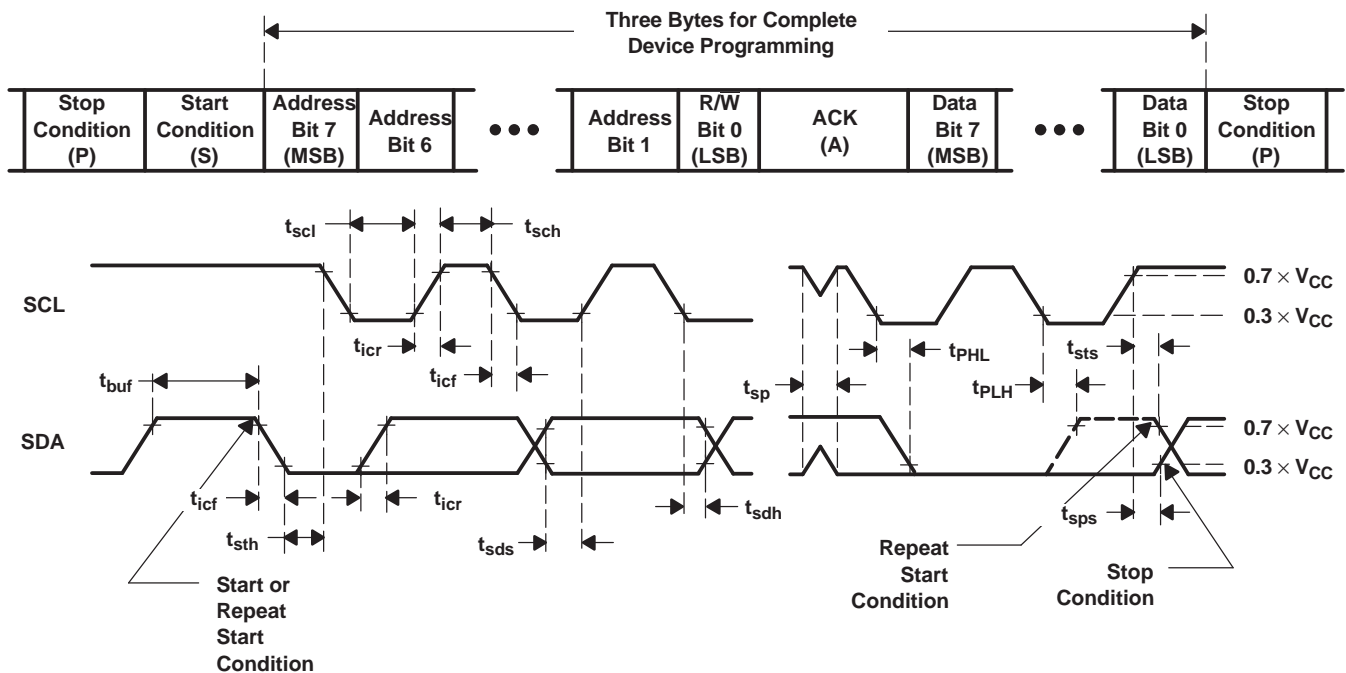 Three Bytes for Complete
Device Programming
Stop
Condition
(P)
Start
Condition
(S)
Address
Bit 7
(MSB)
Address
Bit 6
•••
Address
Bit 1
R/W̅
Bit 0
(LSB)
ACK
(A)
Data
Bit 7
(MSB)
•••
Data
Bit 0
(LSB)
Stop
Condition
(P)
tscl
tsch
SCL
0.7 × VCC
0.3 × VCC
ticr
tPHL
tsts
tbuf
ticf
tsp
tPLH
SDA
0.7 × VCC
0.3 × VCC
ticf
ticr
tsdh
tsps
tsth
tsds
Start or
Repeat
Start
Condition
Repeat
Start
Condition
Stop
Condition